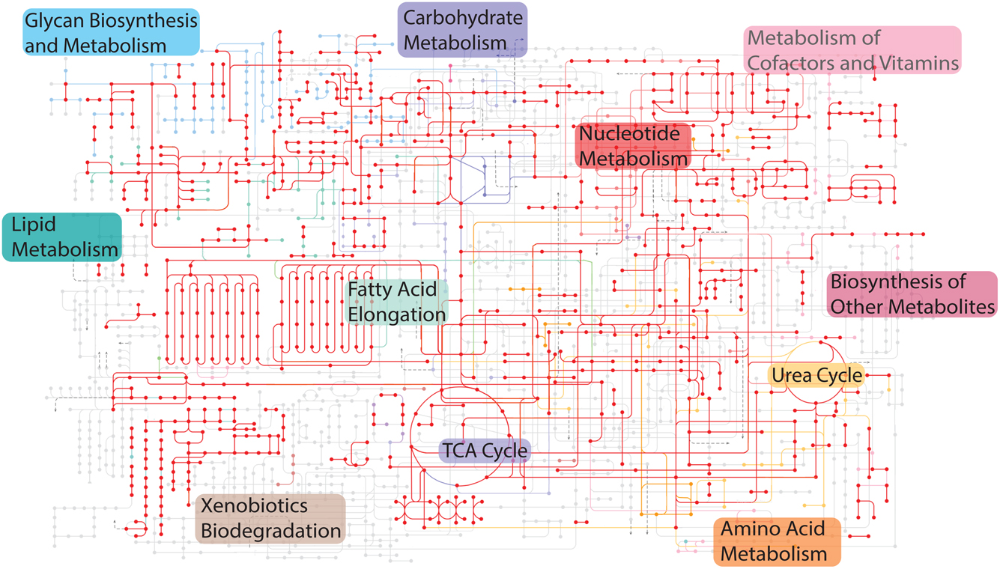 Glycan Biosynthesis
and Metabolism
Carbohydrate
Metabolism
Metabolism of
Cofactors and Vitamins
Nucleotide
Metabolism
Lipid
Metabolism
Fatty Acid
Elongation
Biosynthesis of
Other Metabolites
Urea Cycle
TCA Cycle
Xenobiotics
Biodegradation
Amino Acid
Metabolism